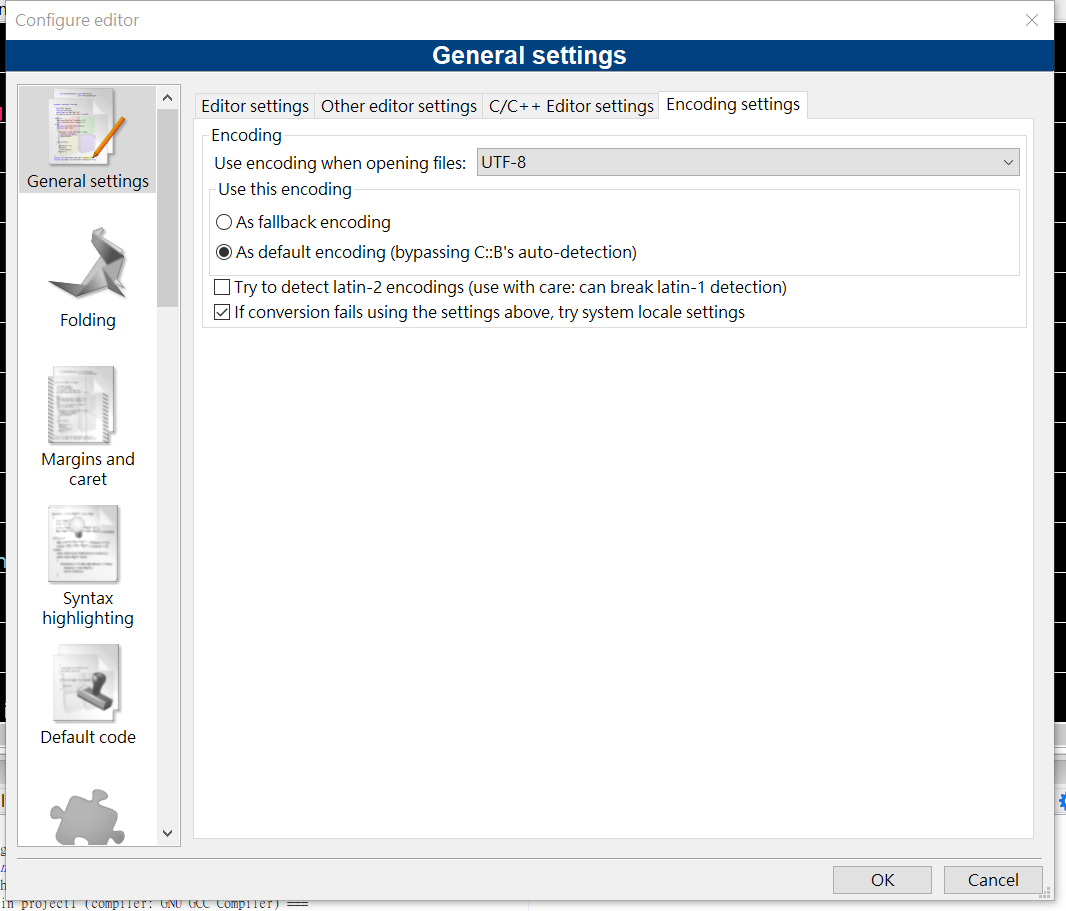 Configure editor
General settings
Editor settings
Other editor settings
C/C++ Editor settings
Encoding settings
General settings
Folding
Margins and
caret
Syntax
highlighting
Default code
Encoding
Use encoding when opening files:
UTF-8
Use this encoding
As fallback encoding
As default encoding (bypassing C::B's auto-detection)
Try to detect latin-2 encodings (use with care: can break latin-1 detection)
If conversion fails using the settings above, try system locale settings
OK
Cancel
in project1 (compiler: GNU GCC Compiler) ===